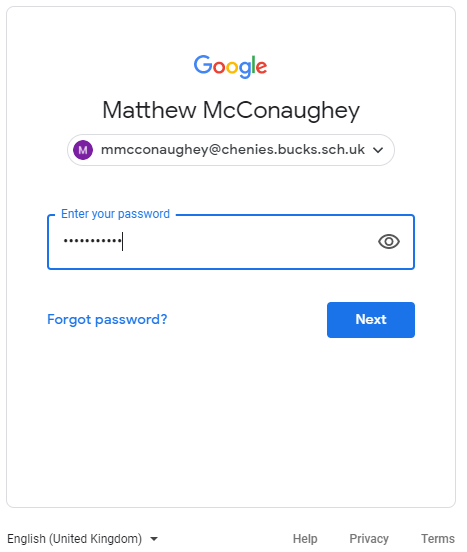 Google
Matthew McConaughey
M mmcconaughey@chenies.bucks.sch.uk
Enter your password
•••••••••••
Forgot password? Next
English (United Kingdom) Help Privacy Terms